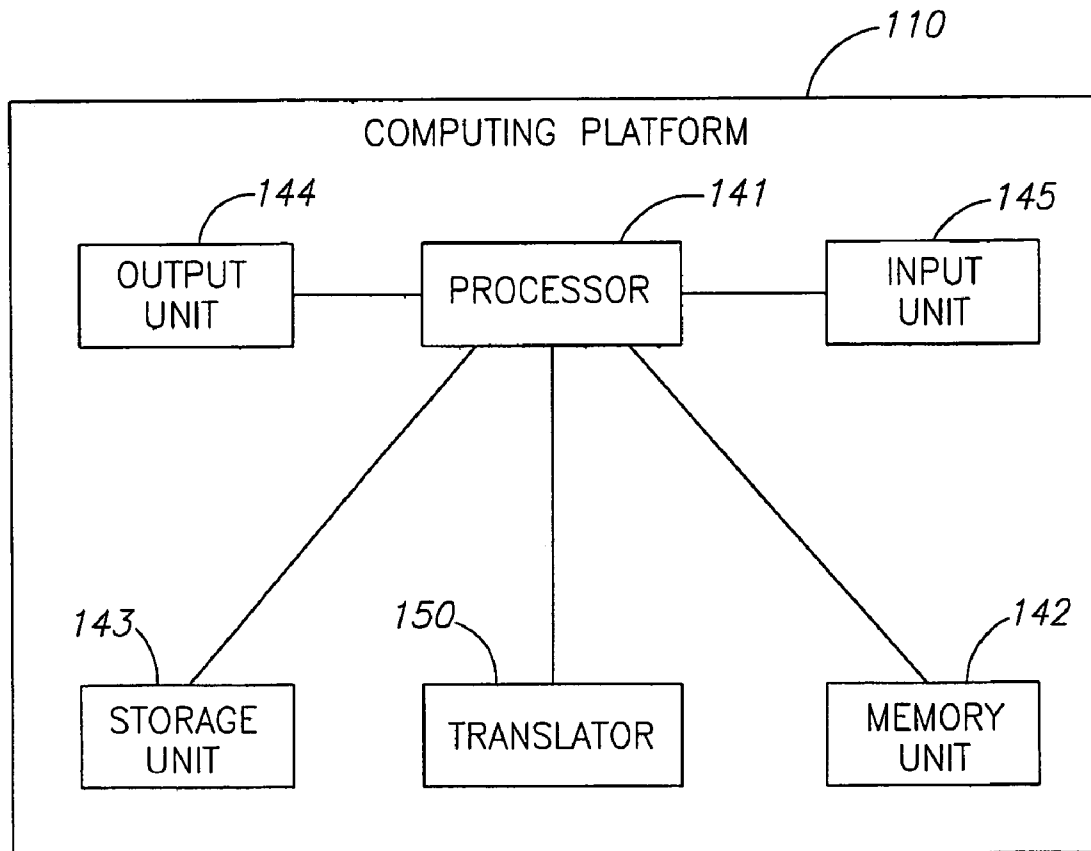 110
COMPUTING PLATFORM
144
141
145
OUTPUT
UNIT
PROCESSOR
INPUT
UNIT
143
150
142
STORAGE
UNIT
TRANSLATOR
MEMORY
UNIT